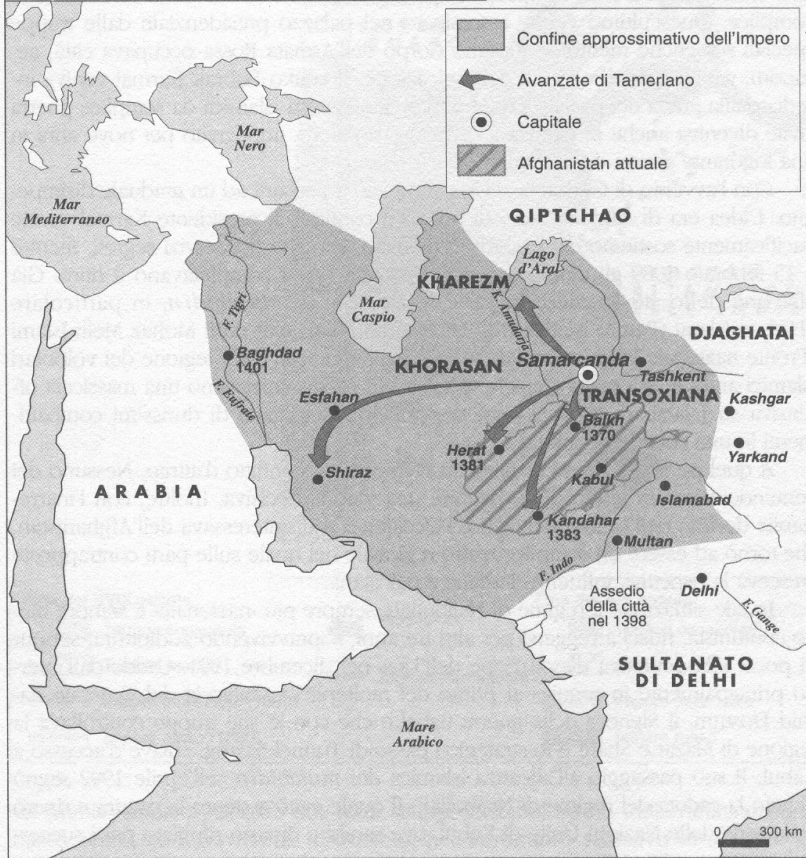 Confine approssimativo dell'Impero
Avanzate di Tamerlano
Capitale
Afghanistan attuale
Mar
Nero
Mar
Mediterraneo
QIPTCHAO
Lago
d'Aral
KHAREZM
K. Amudarja
Mar
Caspio
F. Tigri
DJAGHATAI
Baghdad
1401
KHORASAN
Samarcanda
Tashkent
F. Eufrate
Esfahan
TRANSOXIANA
Kashgar
Balkh
1370
Herat
1381
Yarkand
Shiraz
Kabul
ARABIA
Islamabad
Kandahar
1383
Multan
F. Indo
Delhi
Assedio
della città
nel 1398
F. Gange
SULTANATO
DI DELHI
Mare
Arabico
0 300 km